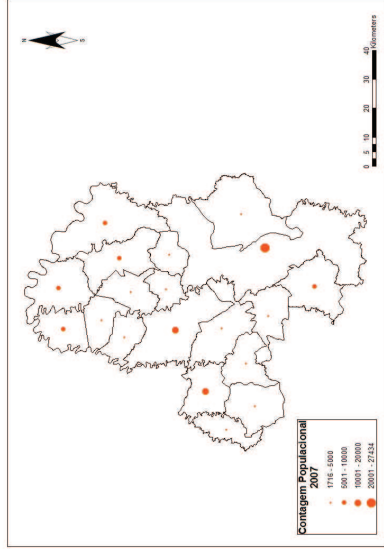 N
S
0 5 10 20 30 40
Kilometers
Contagem Populacional
2007
1716 - 5000
5001 - 10000
10001 - 20000
20001 - 27434